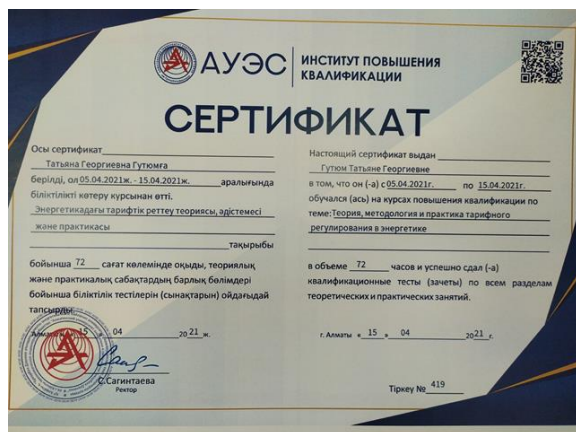 АУЭС
ИНСТИТУТ ПОВЫШЕНИЯ
КВАЛИФИКАЦИИ
СЕРТИФИКАТ
Осы сертификат
Татьяна Георгиевна Гутюмға
берілді, ол 05.04.2021ж. - 15.04.2021ж. аралығында
біліктілікті көтеру курсынан өтті.
Энергетикадағы тарифтік реттеу теориясы, әдістемесі
және практикасы
тақырыбы
бойынша 72 сағат көлемінде оқыды, теориялық
және практикалық сабақтардың барлық бөлімдері
бойынша біліктілік тестілерін (сынақтарын) ойдағыдай
тапсырды.
Алматы « 15 » 04 2021 ж.
С.Сагинтаева
Ректор
Настоящий сертификат выдан
Гутюм Татьяне Георгиевне
в том, что он (-а) с 05.04.2021г. по 15.04.2021г.
обучался (ась) на курсах повышения квалификации по
теме: Теория, методология и практика тарифного
регулирования в энергетике
в объеме 72 часов и успешно сдал (-а)
квалификационные тесты (зачеты) по всем разделам
теоретических и практических занятий.
г. Алматы « 15 » 04 2021 г.
Тіркеу № 419